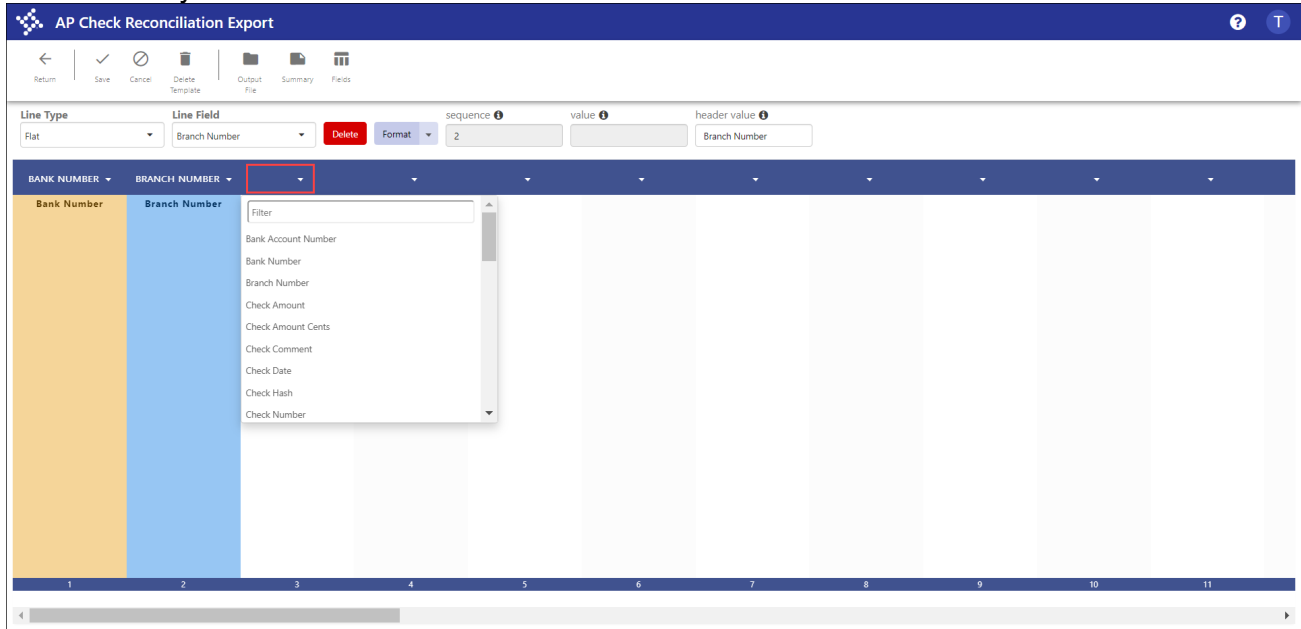 AP Check Reconciliation Export
? T
Return Save Cancel Delete Template Output File Summary Fields
Line Type Line Field sequence value header value
Flat Branch Number Delete Format 2 Branch Number
BANK NUMBER BRANCH NUMBER
Bank Number Branch Number
Filter
Bank Account Number
Bank Number
Branch Number
Check Amount
Check Amount Cents
Check Comment
Check Date
Check Hash
Check Number
1 2 3 4 5 6 7 8 9 10 11